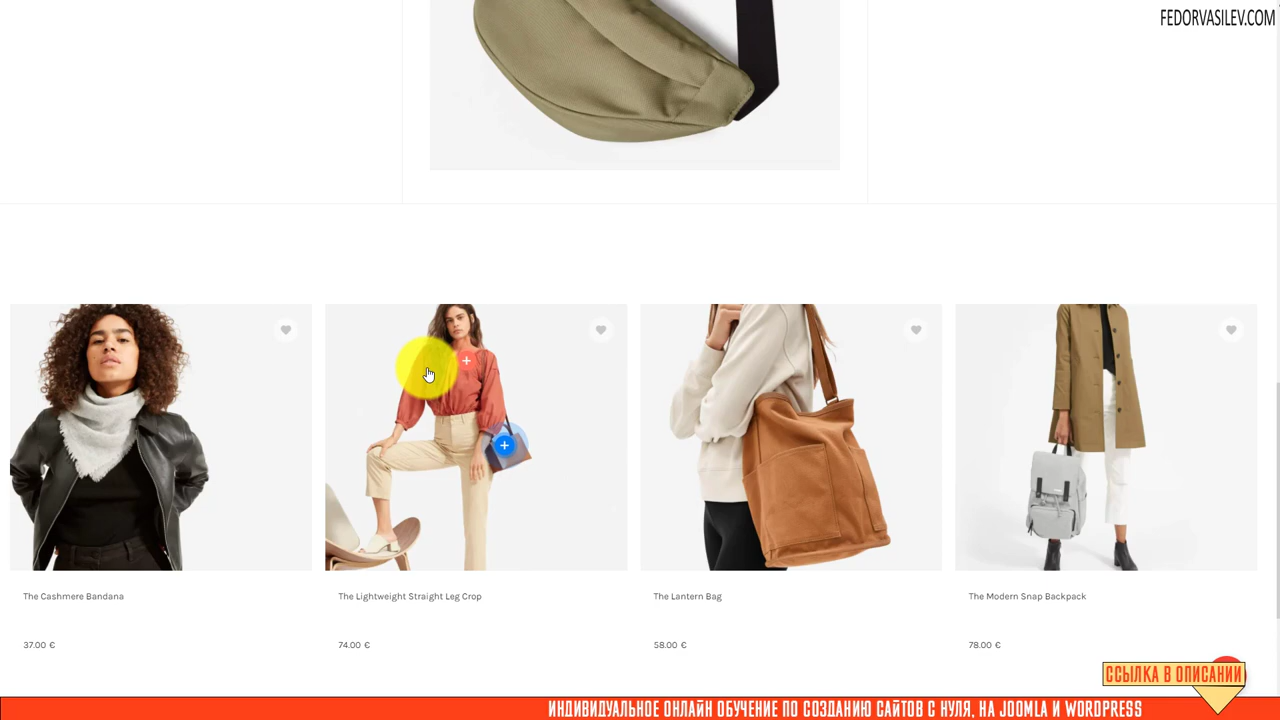 FEDORVASILEV.COM
The Cashmere Bandana
The Lightweight Straight Leg Crop
The Lantern Bag
The Modern Snap Backpack
37.00 €
74.00 €
58.00 €
78.00 €
ССЫЛКА В ОПИСАНИИ
ИНДИВИДУАЛЬНОЕ ОНЛАЙН ОБУЧЕНИЕ ПО СОЗДАНИЮ САЙТОВ С НУЛЯ, НА JOOMLA И WORDPRESS